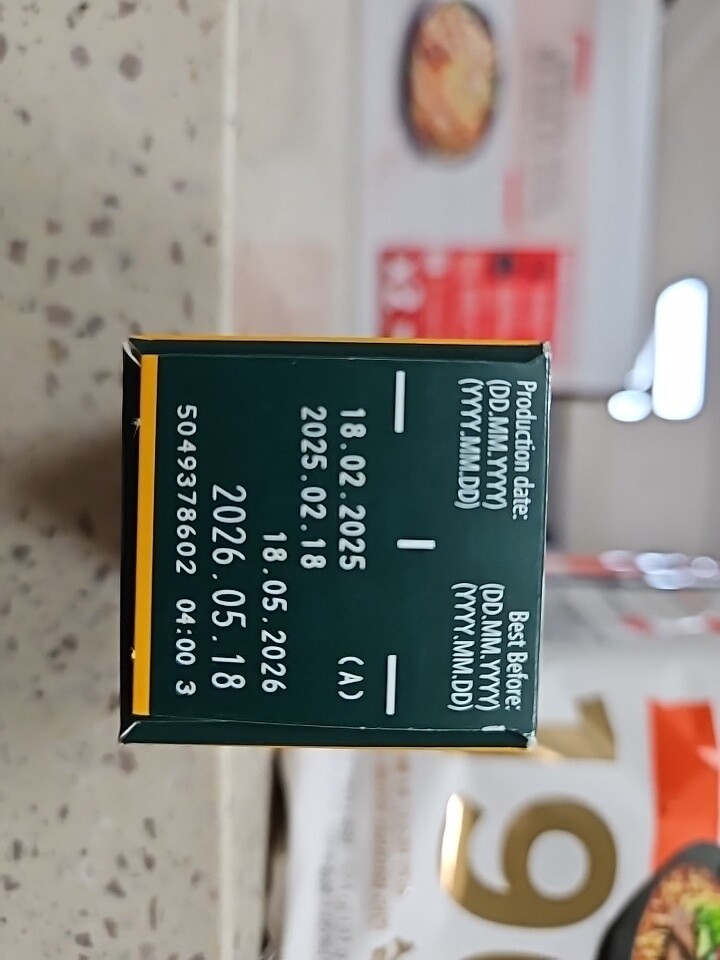 Production date:
(DD.MM.YYYY)
(YYYY.MM.DD)
Best Before:
(DD.MM.YYYY)
(YYYY.MM.DD)
18.02.2025 (A)
2025.02.18
18.05.2026
2026.05.18
5049378602 04:00 3
19